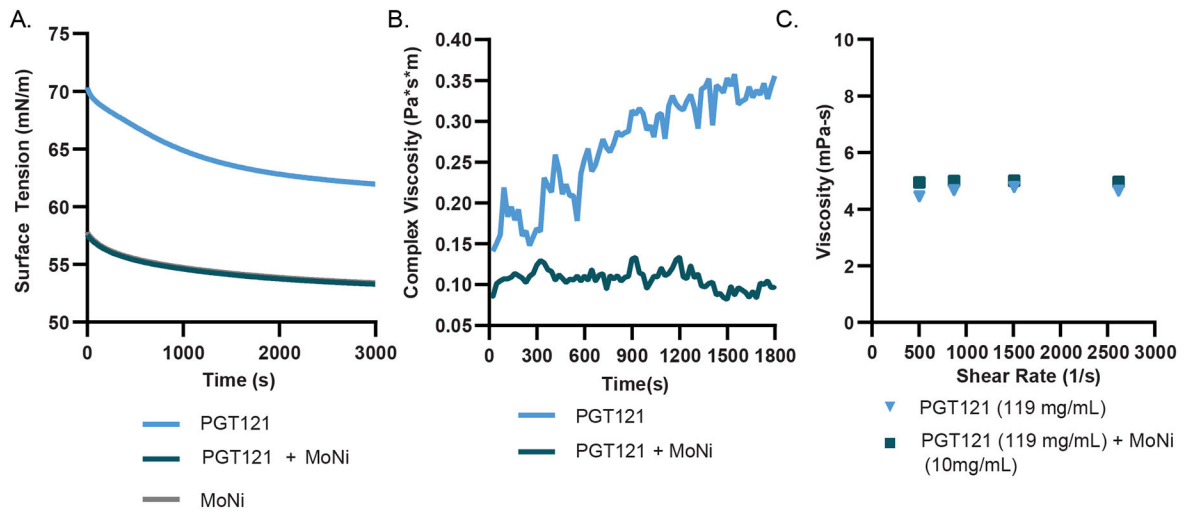 A.
75
70
65
60
55
50
Surface Tension (mN/m)
0 1000 2000 3000
Time (s)
PGT121
PGT121 + MoNi
MoNi
B.
0.40
0.35
0.30
0.25
0.20
0.15
0.10
0.05
Complex Viscosity (Pa*s*m)
0 300 600 900 1200 1500 1800
Time(s)
PGT121
PGT121 + MoNi
C.
10
8
6
4
2
0
Viscosity (mPa-s)
0 500 1000 1500 2000 2500 3000
Shear Rate (1/s)
PGT121 (119 mg/mL)
PGT121 (119 mg/mL) + MoNi
(10mg/mL)